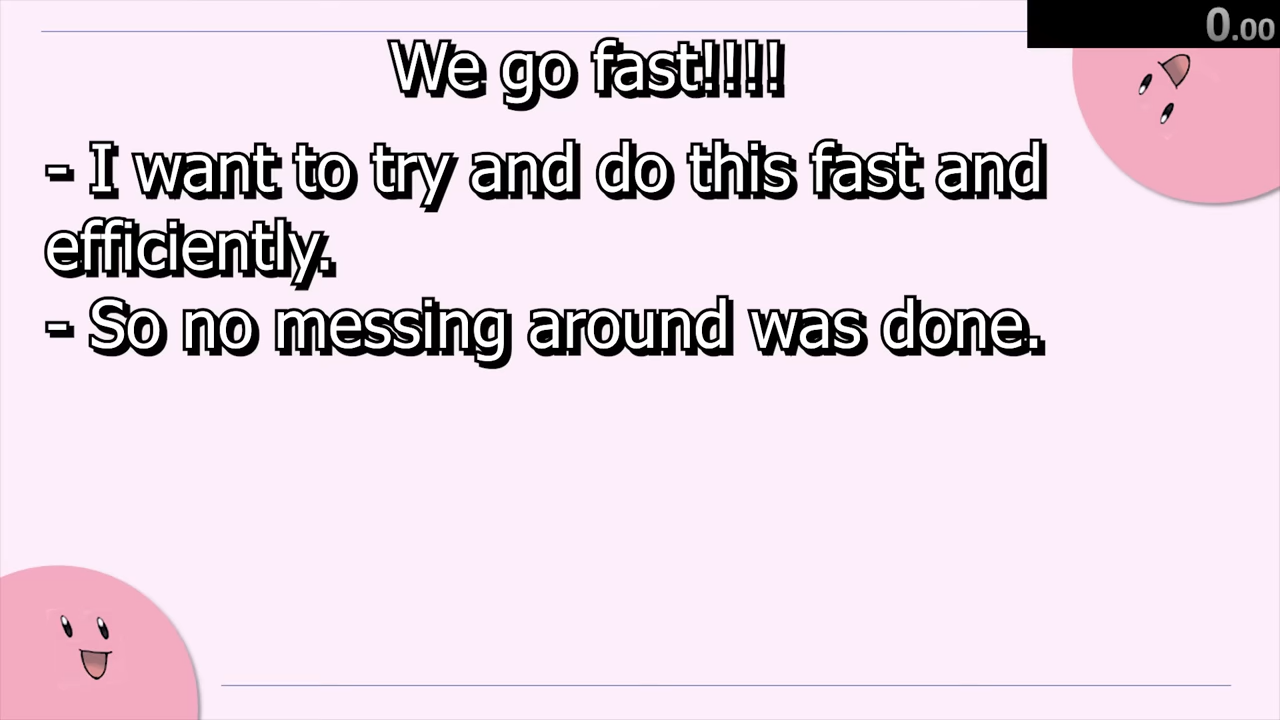 0.00
We go fast!!!!
- I want to try and do this fast and
efficiently.
- So no messing around was done.